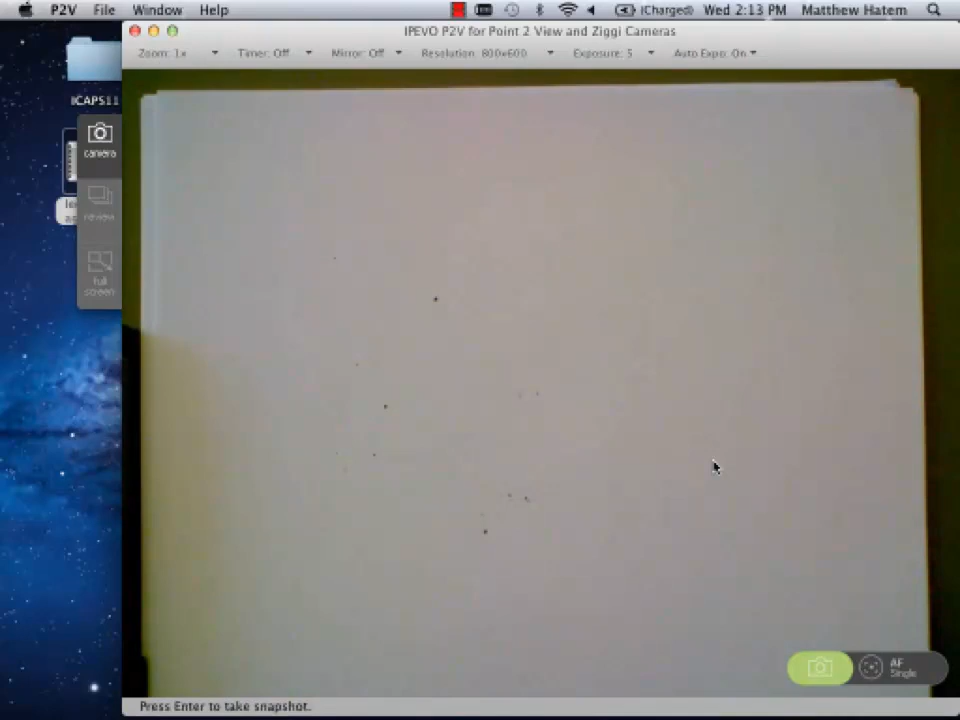 P2V File Window Help (Charged) Wed 2:13 PM Matthew Hatem
IPEVO P2V for Point 2 View and Ziggi Cameras
Zoom: 1x Timer: Off Mirror: Off Resolution: 800x600 Exposure: 5 Auto Expo: On
ICAPS11
camera
review
full
screen
AF
Single
Press Enter to take snapshot.